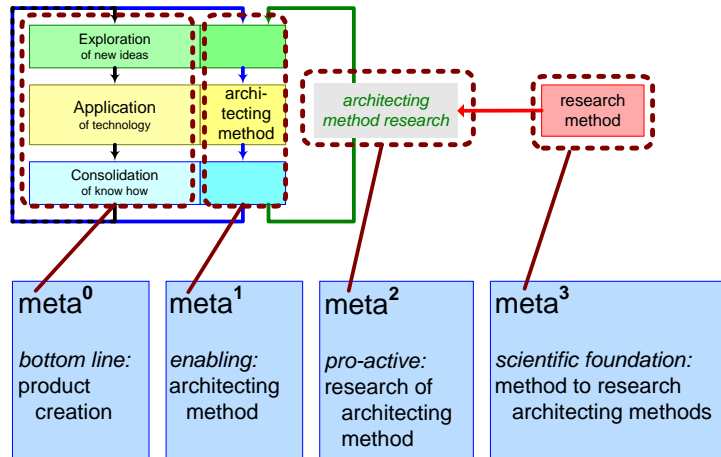 Exploration
of new ideas
Application
of technology
archi-
tecting
method
Consolidation
of know how
architecting
method research
research
method
meta0
bottom line:
product
creation
meta1
enabling:
architecting
method
meta2
pro-active:
research of
architecting
method
meta3
scientific foundation:
method to research
architecting methods